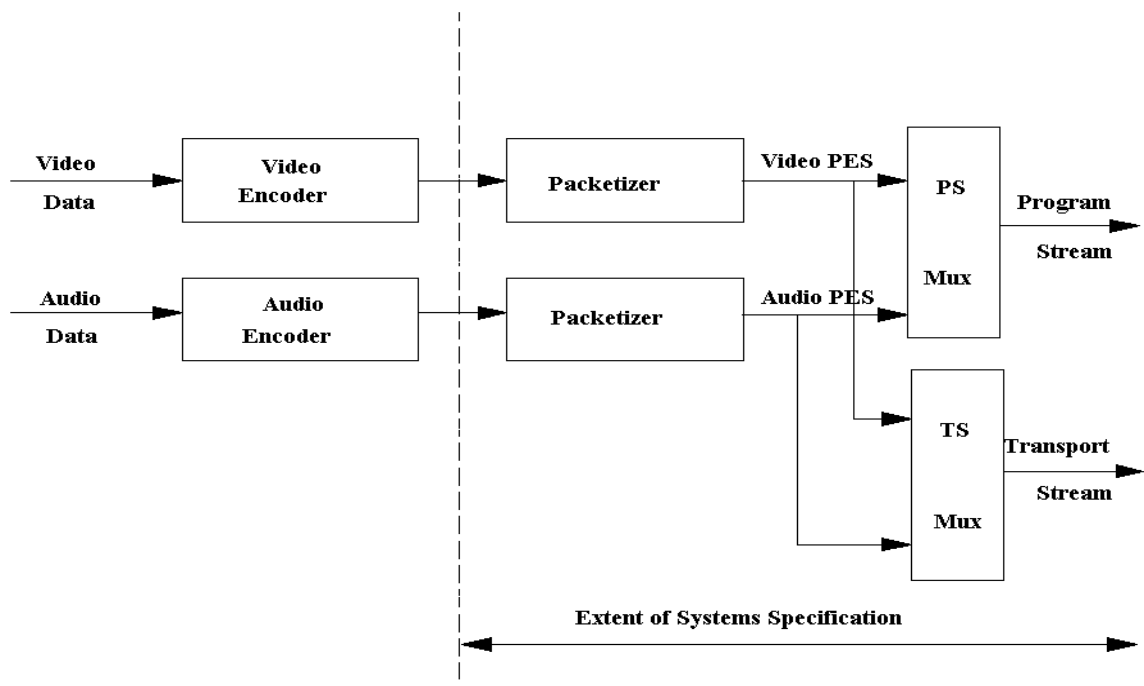 Video
Data
Video
Encoder
Packetizer
Video PES
PS
Mux
Program
Stream
Audio
Data
Audio
Encoder
Packetizer
Audio PES
TS
Mux
Transport
Stream
Extent of Systems Specification